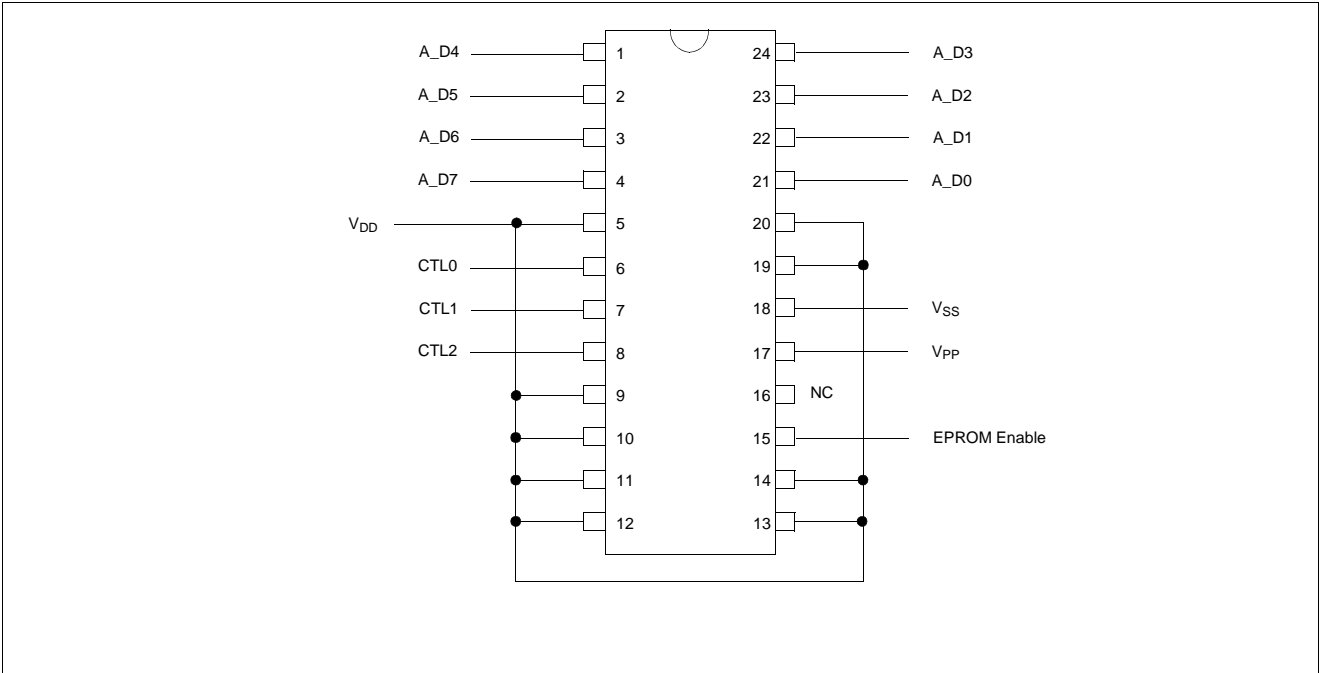 A_D4 1 24 A_D3
A_D5 2 23 A_D2
A_D6 3 22 A_D1
A_D7 4 21 A_D0
VDD 5 20
CTL0 6 19
CTL1 7 18 VSS
CTL2 8 17 VPP
9 16 NC
10 15 EPROM Enable
11 14
12 13